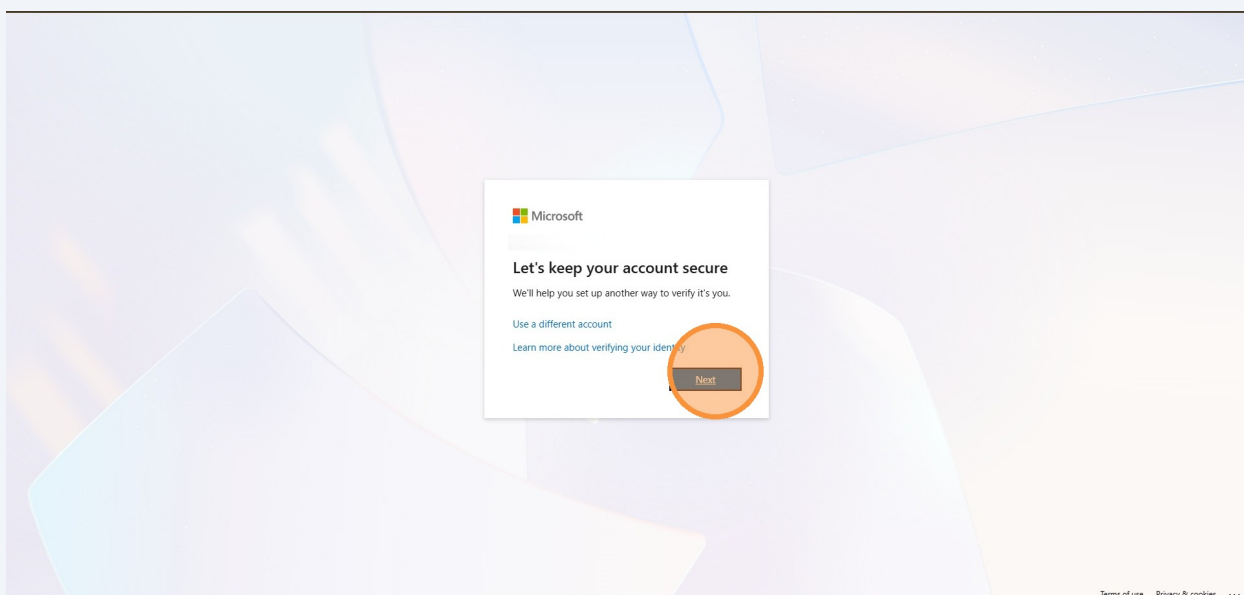 Microsoft
Let's keep your account secure
We'll help you set up another way to verify it's you.
Use a different account
Learn more about verifying your identity
Next
Terms of use Privacy & cookies ...